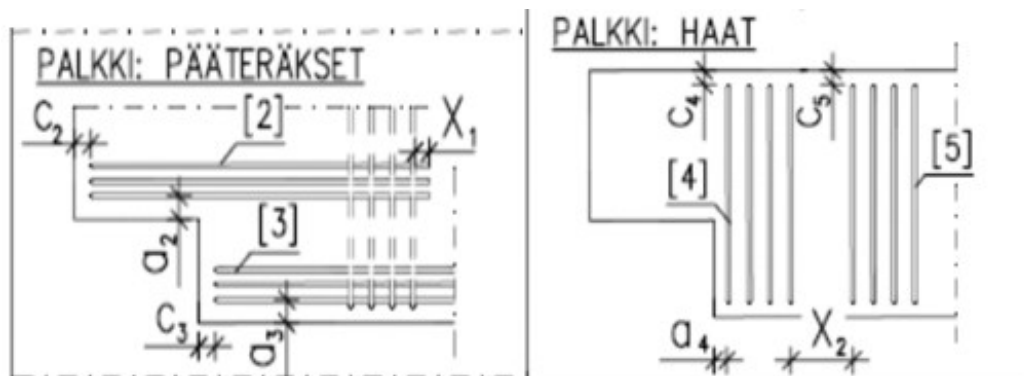 PALKKI: PÄÄTERÄKSET
C2
[2]
X1
a2
[3]
C3
a3
PALKKI: HAAT
C4
C5
[4]
[5]
a4
X2